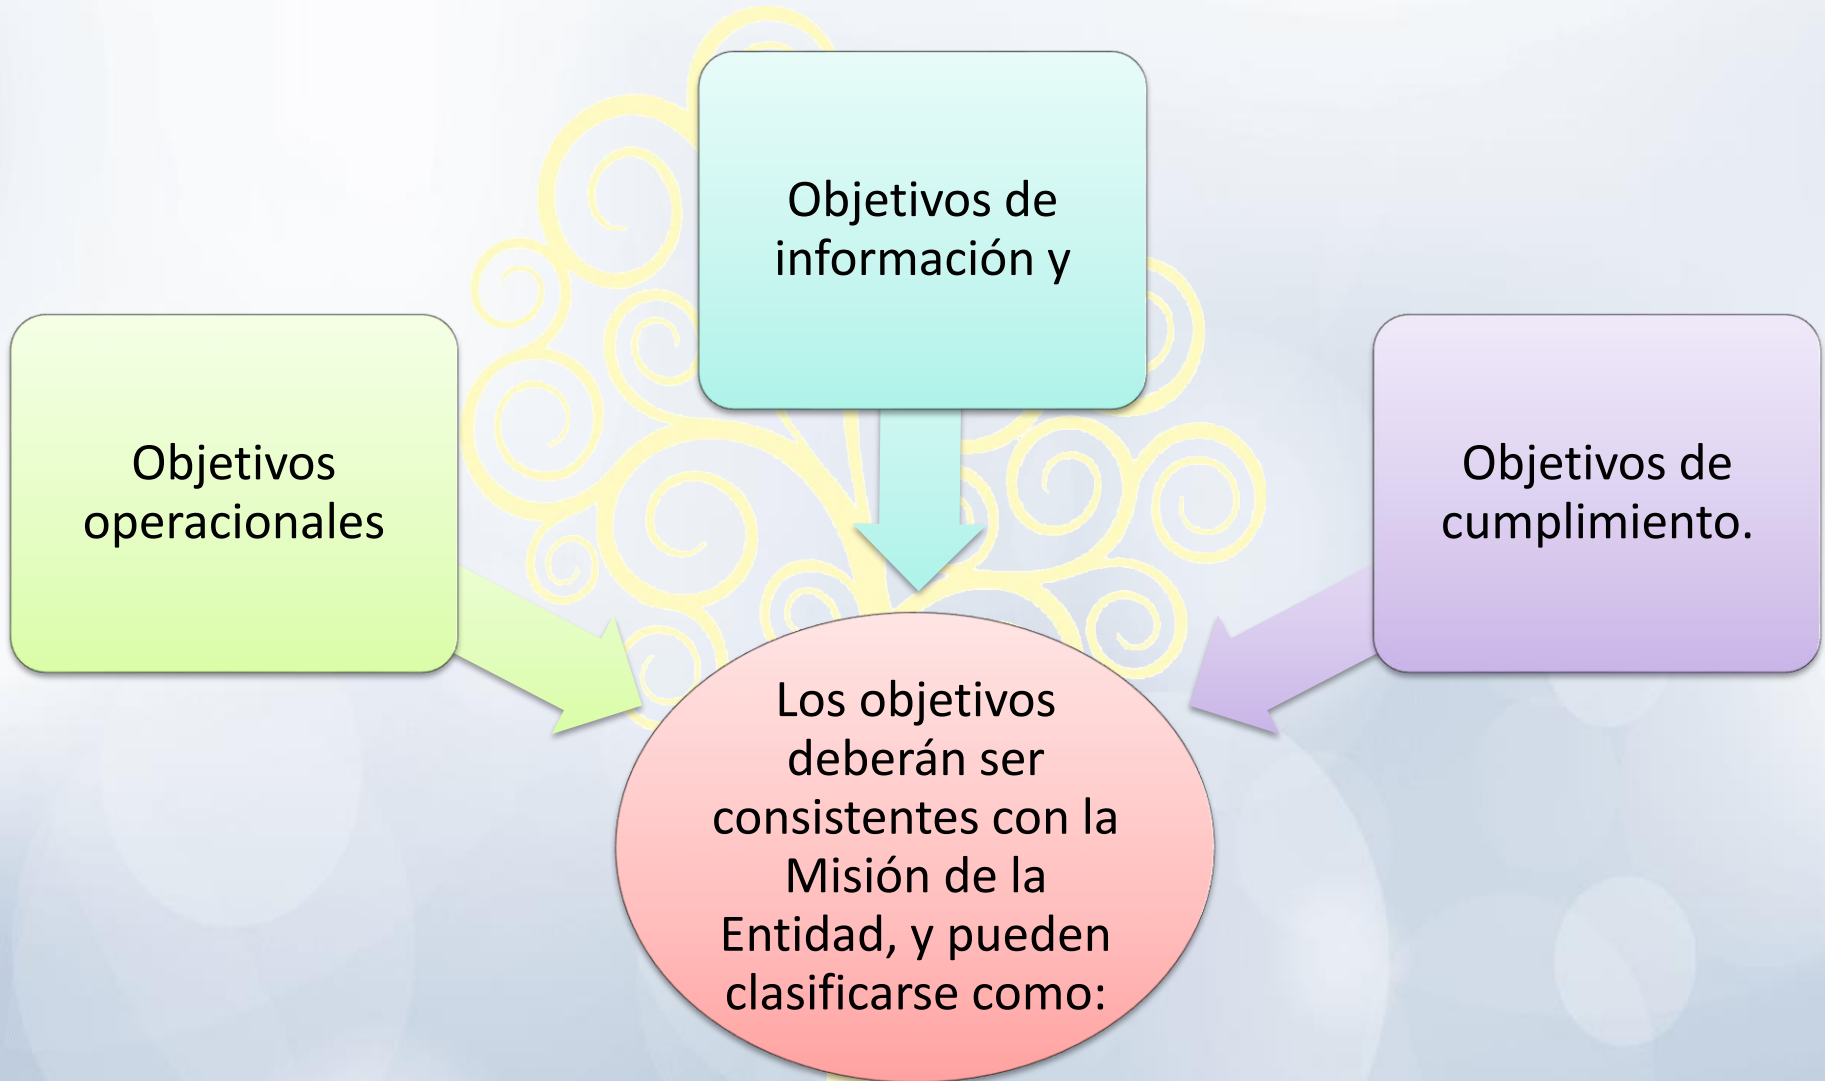 Objetivos
operacionales
Objetivos de
información y
Objetivos de
cumplimiento.
Los objetivos
deberán ser
consistentes con la
Misión de la
Entidad, y pueden
clasificarse como: